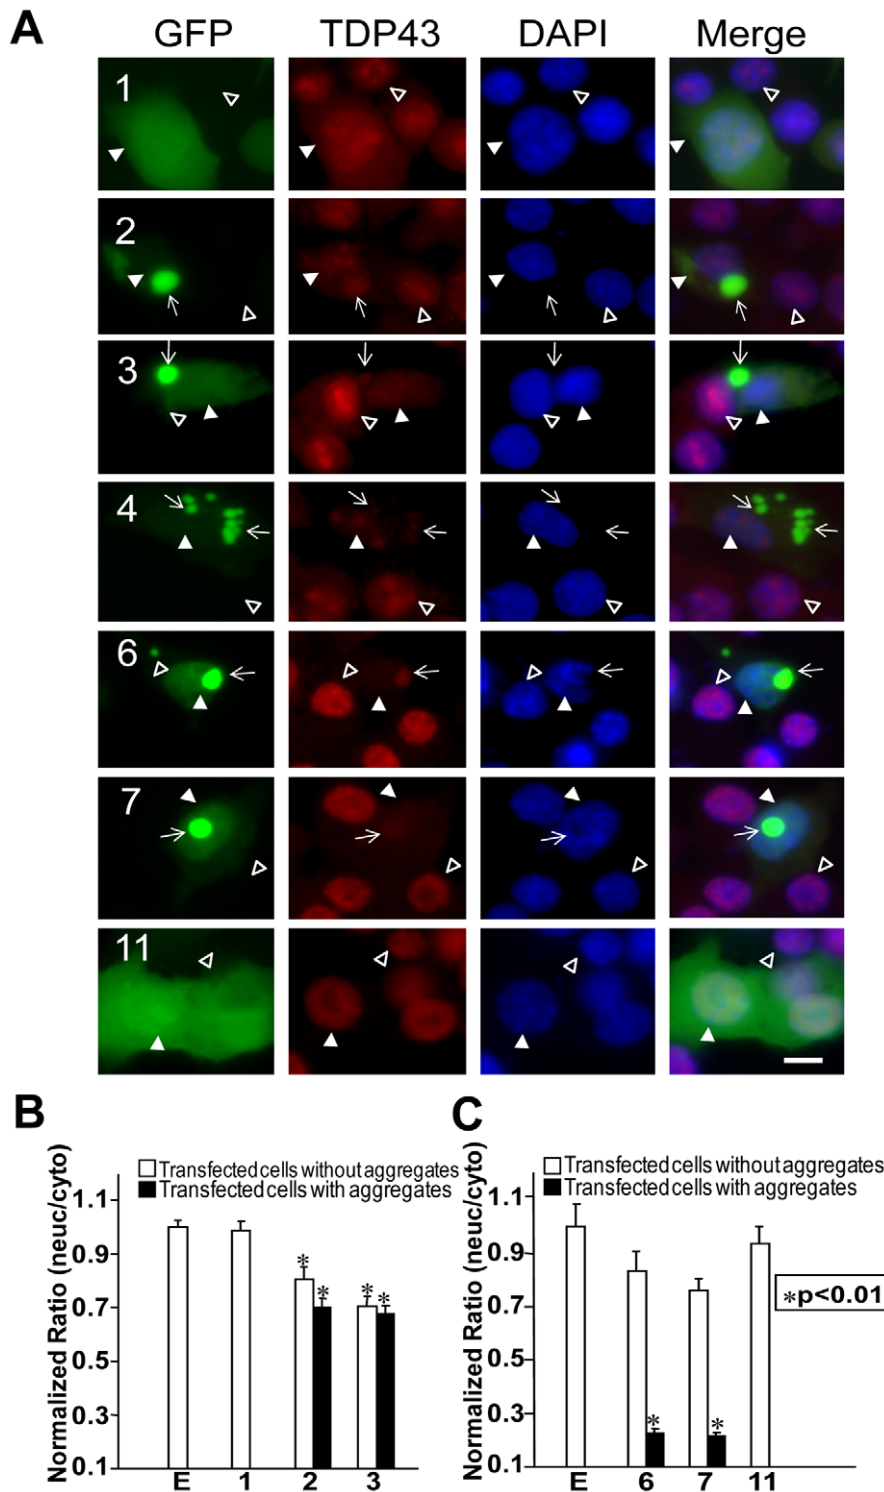 A
GFP TDP43 DAPI Merge
1
2
3
4
6
7
11
B
Normalized Ratio (neuc/cyto)
Transfected cells without aggregates
Transfected cells with aggregates
1.1
0.9
0.7
0.5
0.3
0.1
* * * *
E 1 2 3
C
Normalized Ratio (neuc/cyto)
Transfected cells without aggregates
Transfected cells with aggregates
1.1
0.9
0.7
0.5
0.3
0.1
* *
E 6 7 11
*p<0.01